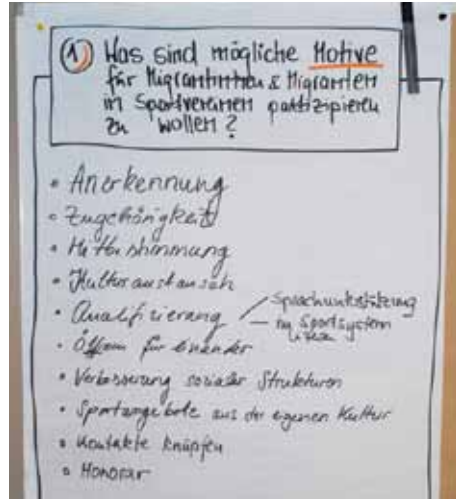 1 Was sind mögliche Motive
für Migrantinnen & Migranten
in Sportvereinen partizipieren
zu wollen?
• Anerkennung
• Zugehörigkeit
• Mitbestimmung
• Kulturaustausch
• Qualifizierung – Sprachunterstützung
– im Sportsystem
• Öffnen für einander
• Verbesserung sozialer Strukturen
• Sportangebote aus der eigenen Kultur
• Kontakte knüpfen
• Honorar